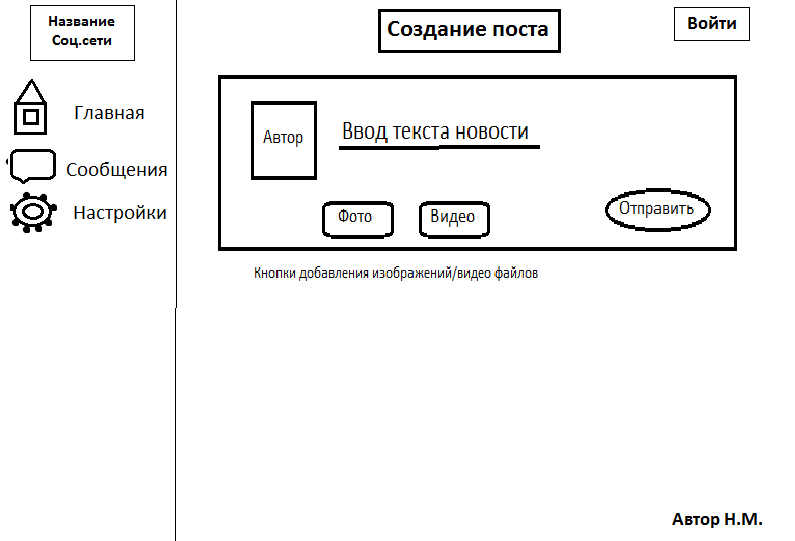 Название
Соц.сети
Создание поста
Войти
Главная
Сообщения
Настройки
Автор
Ввод текста новости
Фото
Видео
Отправить
Кнопки добавления изображений/видео файлов
Автор Н.М.